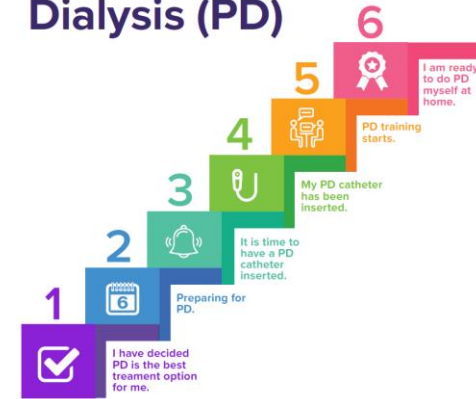 Dialysis (PD)
6
I am ready
to do PD
myself at
home.
5
PD training
starts.
4
My PD catheter
has been
inserted.
3
It is time to
have a PD
catheter
inserted.
2
6
Preparing for
PD.
1
I have decided
PD is the best
treament option
for me.